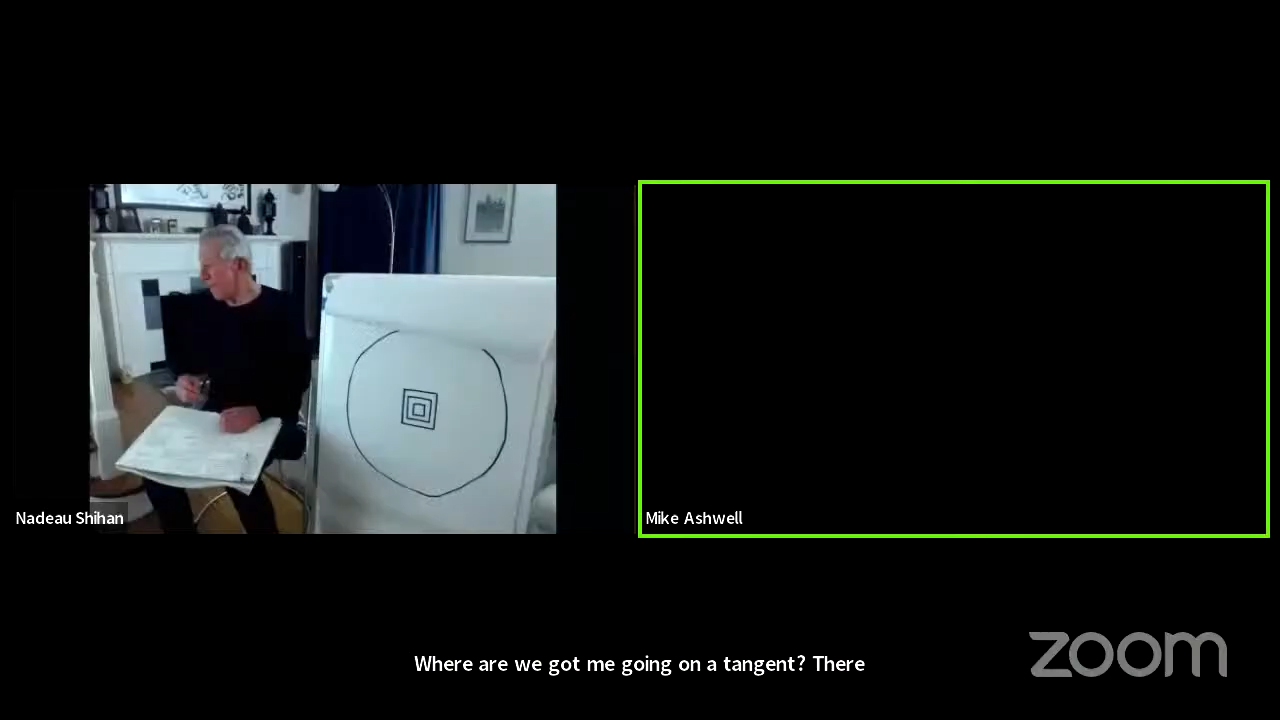 Nadeau Shihan
Mike Ashwell
Where are we got me going on a tangent? There
zoom